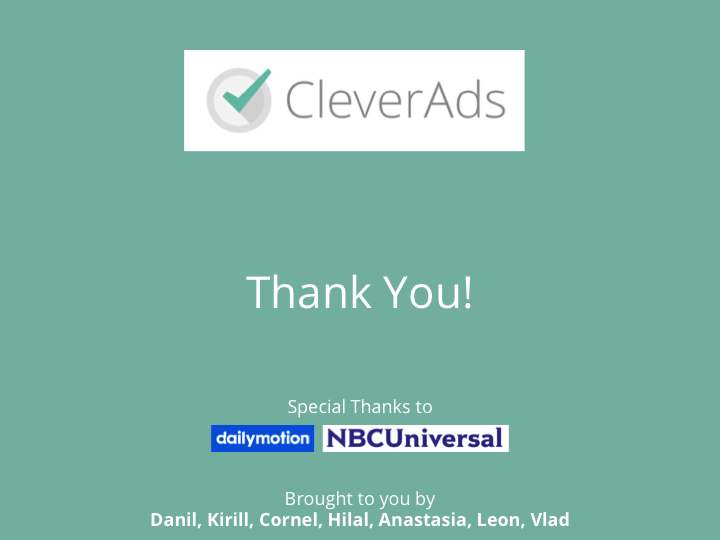 CleverAds
Thank You!
Special Thanks to
dailymotion NBCUniversal
Brought to you by
Danil, Kirill, Cornel, Hilal, Anastasia, Leon, Vlad